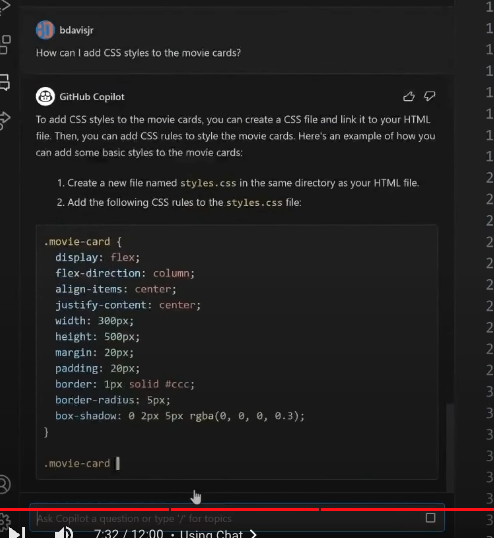 bdavisjr
How can I add CSS styles to the movie cards?
GitHub Copilot
To add CSS styles to the movie cards, you can create a CSS file and link it to your HTML
file. Then, you can add CSS rules to style the movie cards. Here's an example of how you
can add some basic styles to the movie cards:
1. Create a new file named styles.css in the same directory as your HTML file.
2. Add the following CSS rules to the styles.css file:
.movie-card {
display: flex;
flex-direction: column;
align-items: center;
justify-content: center;
width: 300px;
height: 500px;
margin: 20px;
padding: 20px;
border: 1px solid #ccc;
border-radius: 5px;
box-shadow: 0 2px 5px rgba(0, 0, 0, 0.3);
}
.movie-card
Ask Copilot a question or type '/' for topics
7:32 / 12:00 • Using Chat >